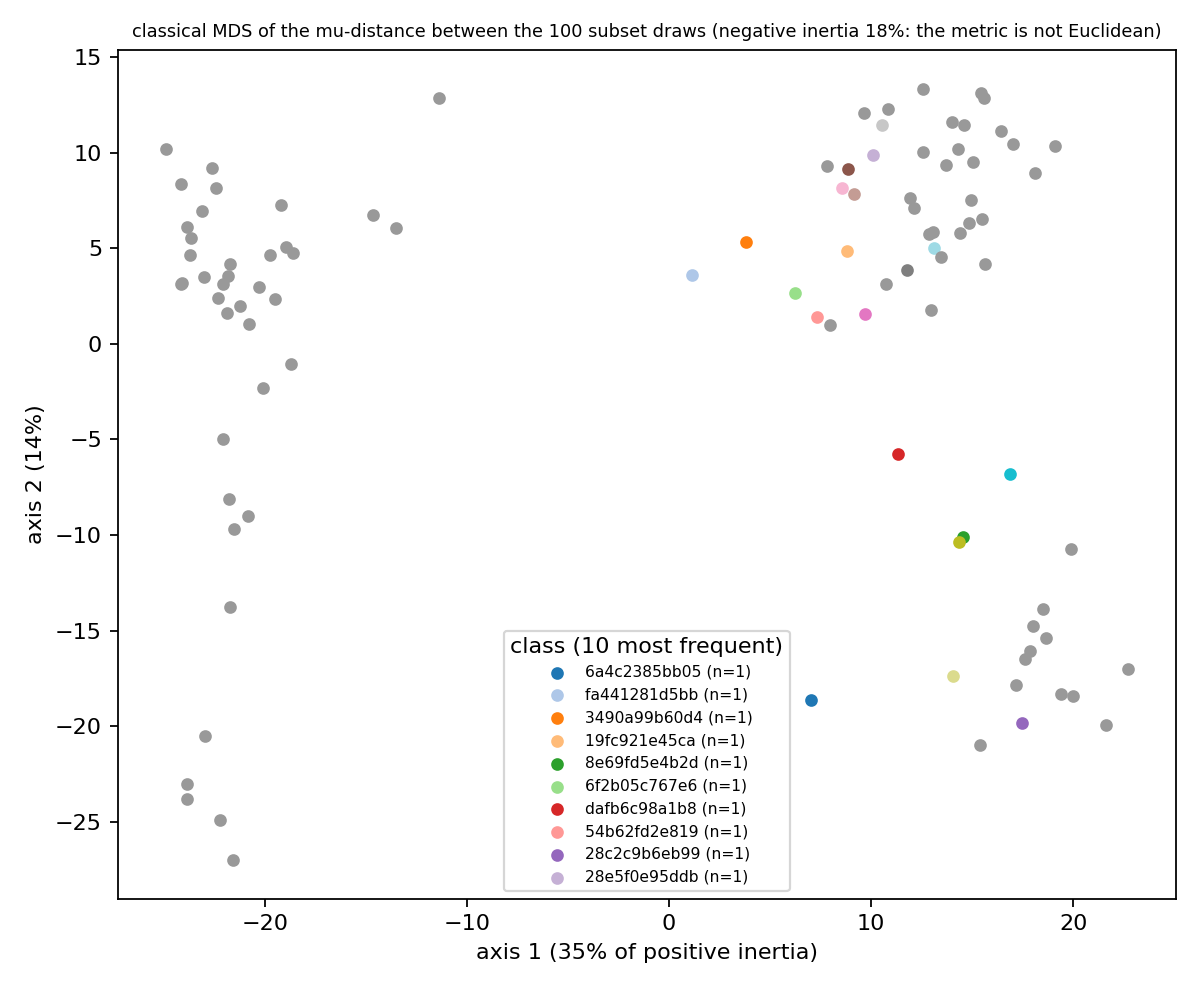 classical MDS of the mu-distance between the 100 subset draws (negative inertia 18%: the metric is not Euclidean)
15
10
5
0
−5
−10
−15
−20
−25
axis 2 (14%)
class (10 most frequent)
6a4c2385bb05 (n=1)
fa441281d5bb (n=1)
3490a99b60d4 (n=1)
19fc921e45ca (n=1)
8e69fd5e4b2d (n=1)
6f2b05c767e6 (n=1)
dafb6c98a1b8 (n=1)
54b62fd2e819 (n=1)
28c2c9b6eb99 (n=1)
28e5f0e95ddb (n=1)
−20
−10
0
10
20
axis 1 (35% of positive inertia)